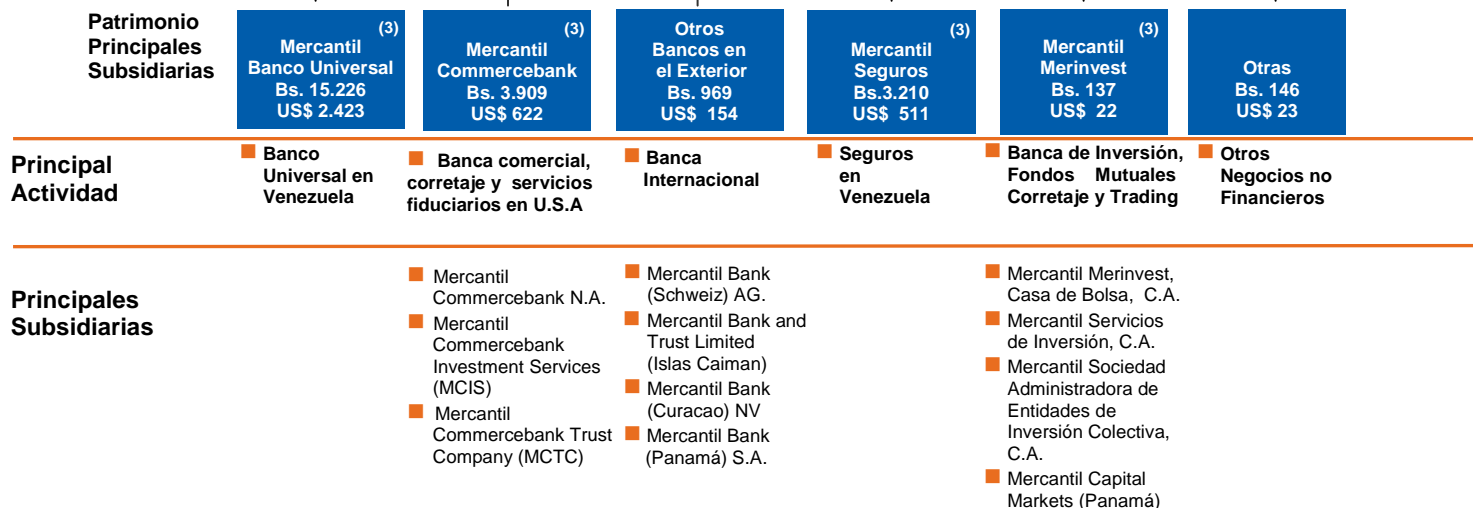 Patrimonio
Principales
Subsidiarias
(3)
Mercantil
Banco Universal
Bs. 15.226
US$ 2.423
(3)
Mercantil
Commercebank
Bs. 3.909
US$ 622
Otros
Bancos en
el Exterior
Bs. 969
US$ 154
(3)
Mercantil
Seguros
Bs.3.210
US$ 511
(3)
Mercantil
Merinvest
Bs. 137
US$ 22
Otras
Bs. 146
US$ 23
Principal
Actividad
Banco
Universal en
Venezuela
Banca comercial,
corretaje y servicios
fiduciarios en U.S.A
Banca
Internacional
Seguros
en
Venezuela
Banca de Inversión,
Fondos Mutuales
Corretaje y Trading
Otros
Negocios no
Financieros
Principales
Subsidiarias
Mercantil
Commercebank N.A.
Mercantil
Commercebank
Investment Services
(MCIS)
Mercantil
Commercebank Trust
Company (MCTC)
Mercantil Bank
(Schweiz) AG.
Mercantil Bank and
Trust Limited
(Islas Caiman)
Mercantil Bank
(Curacao) NV
Mercantil Bank
(Panamá) S.A.
Mercantil Merinvest,
Casa de Bolsa, C.A.
Mercantil Servicios
de Inversión, C.A.
Mercantil Sociedad
Administradora de
Entidades de
Inversión Colectiva,
C.A.
Mercantil Capital
Markets (Panamá)